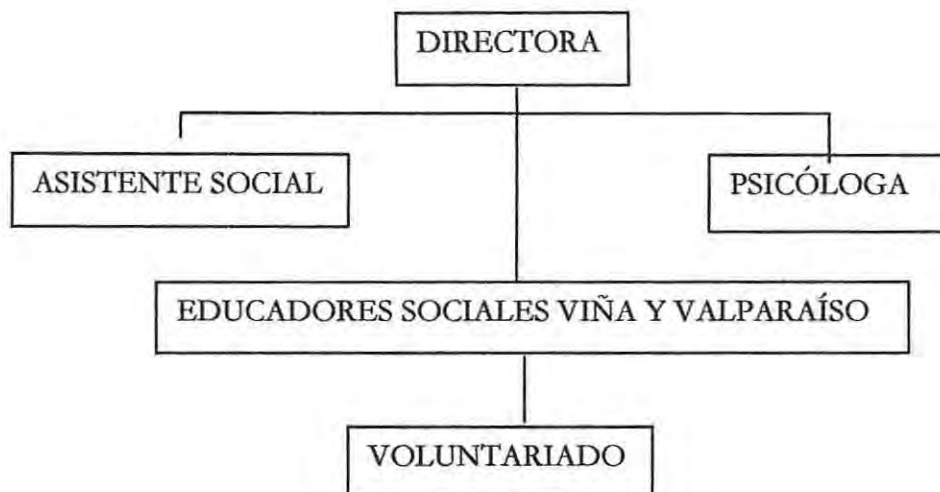 DIRECTORA
ASISTENTE SOCIAL
PSICÓLOGA
EDUCADORES SOCIALES VIÑA Y VALPARAÍSO
VOLUNTARIADO